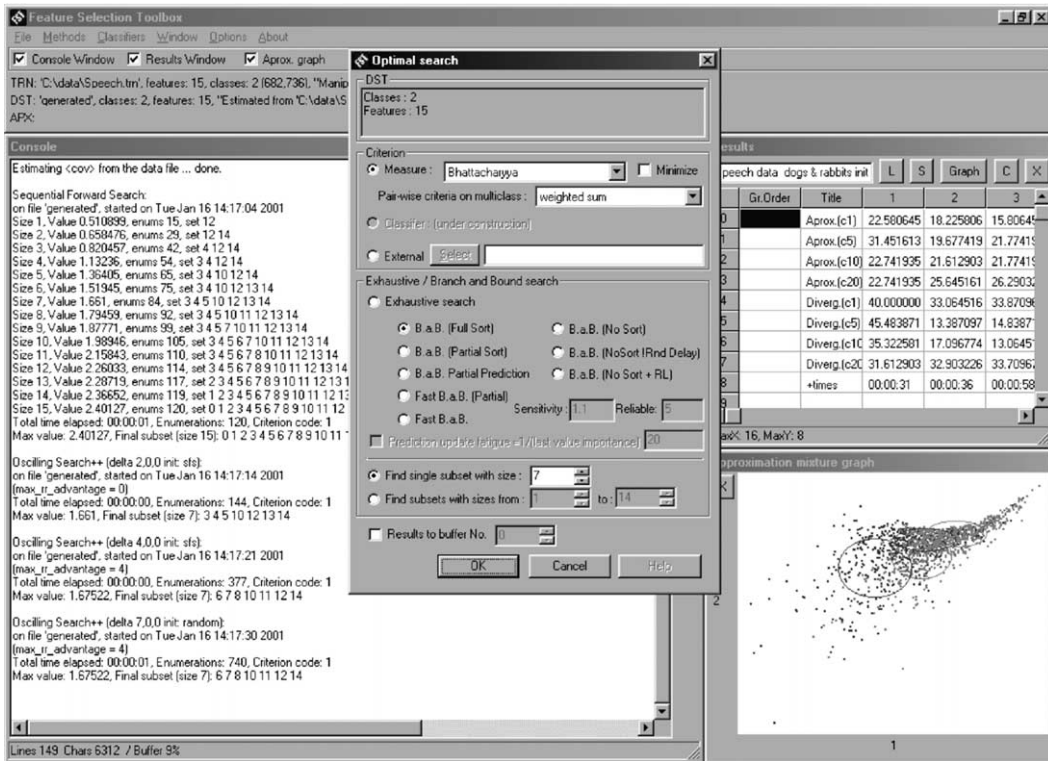 Feature Selection Toolbox
File Methods Classifiers Window Options About
Console Window Results Window Aprox. graph
TRN: 'C:\data\Speech.trn', features: 15, classes: 2 (682,736), "Manip
DST: 'generated', classes: 2, features: 15, "Estimated from 'C:\data\S
APX:
Console
Estimating <cov> from the data file ... done.
Sequential Forward Search:
on file 'generated', started on Tue Jan 16 14:17:04 2001
Size 1, Value 0.510899, enums 15, set 12
Size 2, Value 0.658476, enums 29, set 12 14
Size 3, Value 0.820457, enums 42, set 4 12 14
Size 4, Value 1.13236, enums 54, set 3 4 12 14
Size 5, Value 1.36405, enums 65, set 3 4 10 12 14
Size 6, Value 1.51945, enums 75, set 3 4 10 12 13 14
Size 7, Value 1.661, enums 84, set 3 4 5 10 12 13 14
Size 8, Value 1.79459, enums 92, set 3 4 5 10 11 12 13 14
Size 9, Value 1.87771, enums 99, set 3 4 5 7 10 11 12 13 14
Size 10, Value 1.98946, enums 105, set 3 4 5 6 7 10 11 12 13 14
Size 11, Value 2.15843, enums 110, set 3 4 5 6 7 8 10 11 12 13 14
Size 12, Value 2.26033, enums 114, set 3 4 5 6 7 8 9 10 11 12 13 14
Size 13, Value 2.28719, enums 117, set 2 3 4 5 6 7 8 9 10 11 12 13 1
Size 14, Value 2.36652, enums 119, set 1 2 3 4 5 6 7 8 9 10 11 12 1
Size 15, Value 2.40127, enums 120, set 0 1 2 3 4 5 6 7 8 9 10 11 12
Total time elapsed: 00:00:01, Enumerations: 120, Criterion code: 1
Max value: 2.40127, Final subset (size 15): 0 1 2 3 4 5 6 7 8 9 10 11 1
Oscilling Search++ (delta 2,0,0 init: sfs):
on file 'generated', started on Tue Jan 16 14:17:14 2001
(max_rr_advantage = 0)
Total time elapsed: 00:00:00, Enumerations: 144, Criterion code: 1
Max value: 1.661, Final subset (size 7): 3 4 5 10 12 13 14
Oscilling Search++ (delta 4,0,0 init: sfs):
on file 'generated', started on Tue Jan 16 14:17:21 2001
(max_rr_advantage = 4)
Total time elapsed: 00:00:00, Enumerations: 377, Criterion code: 1
Max value: 1.67522, Final subset (size 7): 6 7 8 10 11 12 14
Oscilling Search++ (delta 7,0,0 init: random):
on file 'generated', started on Tue Jan 16 14:17:30 2001
(max_rr_advantage = 4)
Total time elapsed: 00:00:01, Enumerations: 740, Criterion code: 1
Max value: 1.67522, Final subset (size 7): 6 7 8 10 11 12 14
Lines 149 Chars 6312 / Buffer 9%
Optimal search
DST
Classes : 2
Features : 15
Criterion
Measure : Bhattacharyya Minimize
Pair-wise criteria on multiclass : weighted sum
Classifier: (under construction)
External Select
Exhaustive / Branch and Bound search
Exhaustive search
B.a.B. (Full Sort) B.a.B. (No Sort)
B.a.B. (Partial Sort) B.a.B. (NoSort !Rnd Delay)
B.a.B. Partial Prediction B.a.B. (No Sort + RL)
Fast B.a.B. (Partial)
Fast B.a.B. Sensitivity: 1.1 Reliable: 5
Prediction update fatigue =1/(last value importance) 20
Find single subset with size : 7
Find subsets with sizes from : 1 to : 14
Results to buffer No. 0
OK Cancel Help
esults
peech data dogs & rabbits init L S Graph C X
Gr.Order Title 1 2 3
0 Aprox.(c1) 22.580645 18.225806 15.80645
1 Aprox.(c5) 31.451613 19.677419 21.77419
2 Aprox.(c10) 22.741935 21.612903 21.77419
3 Aprox.(c20) 22.741935 25.645161 26.29032
4 Diverg.(c1) 40.000000 33.064516 33.87096
5 Diverg.(c5) 45.483871 13.387097 14.83871
6 Diverg.(c10 35.322581 17.096774 13.06451
7 Diverg.(c20 31.612903 32.903226 33.70967
8 +times 00:00:31 00:00:36 00:00:58
9
axX: 16, MaxY: 8
pproximation mixture graph
X
2
1